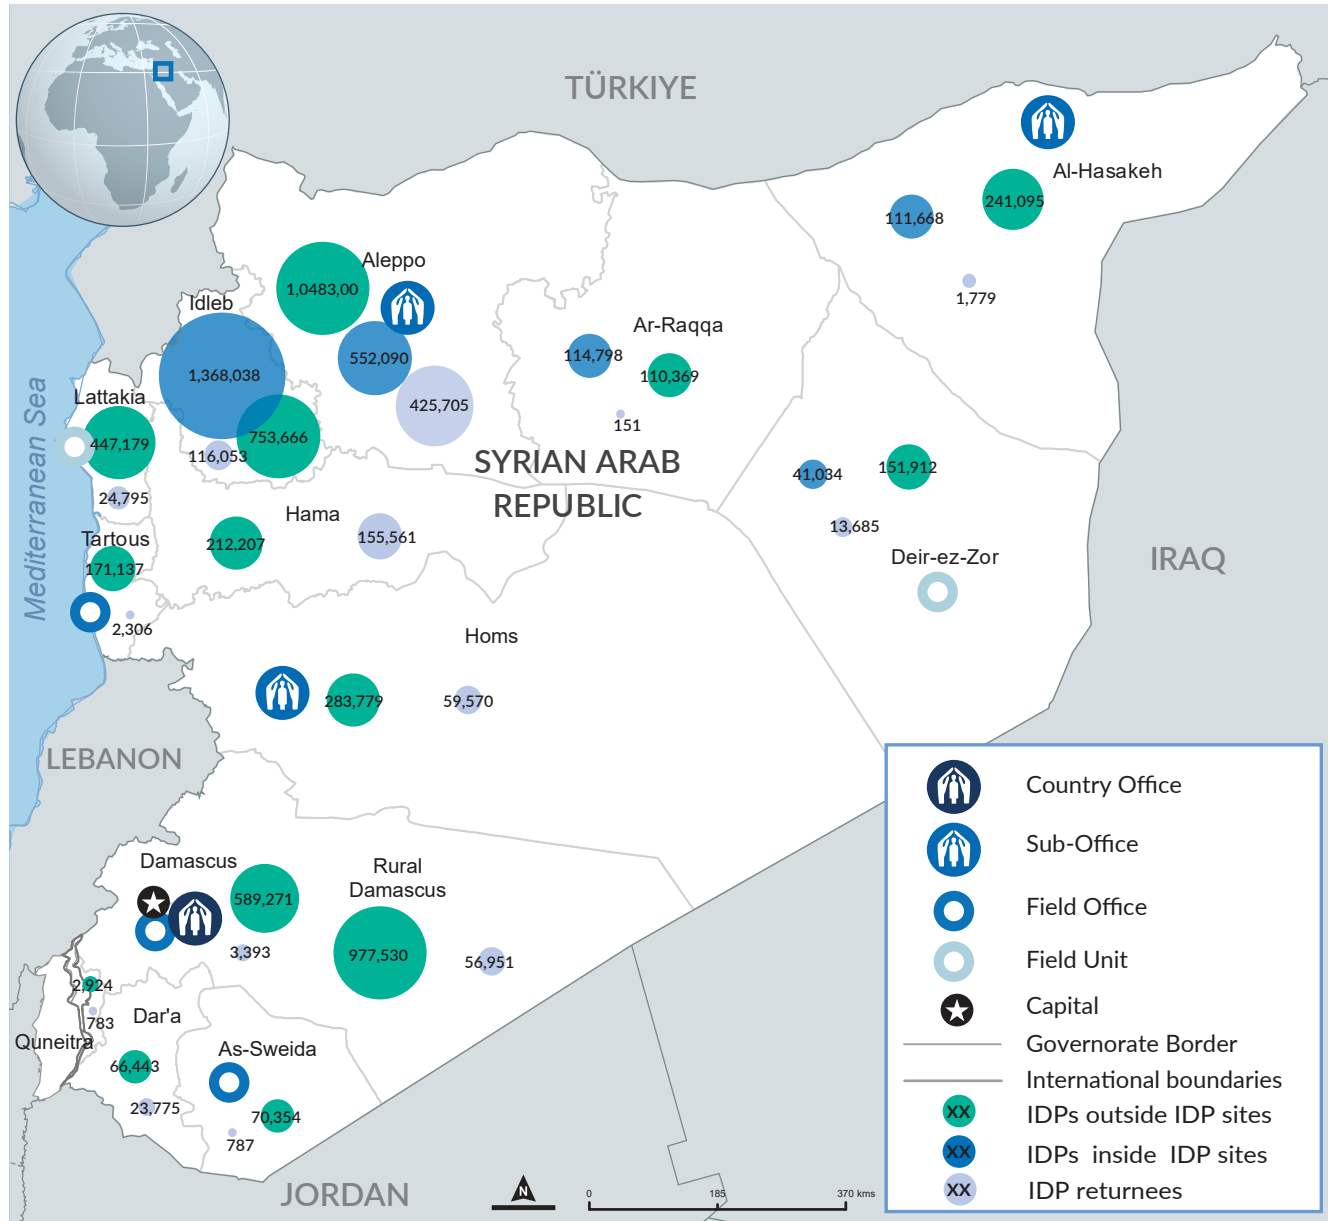 TÜRKIYE
Al-Hasakeh
241,095
111,668
1,779
Aleppo
1,0483,00
Idleb
552,090
1,368,038
425,705
Ar-Raqqa
114,798
110,369
151
Lattakia
447,179
753,666
116,053
24,795
Mediterranean Sea
SYRIAN ARAB
REPUBLIC
41,034
151,912
13,685
Deir-ez-Zor
IRAQ
Hama
212,207
155,561
Tartous
171,137
2,306
Homs
283,779
59,570
LEBANON
Damascus
589,271
3,393
Rural
Damascus
977,530
56,951
2,924
783
Quneitra
Dar'a
66,443
23,775
As-Sweida
70,354
787
JORDAN
N
0
185
370 kms
Country Office
Sub-Office
Field Office
Field Unit
Capital
Governorate Border
International boundaries
XX IDPs outside IDP sites
XX IDPs inside IDP sites
XX IDP returnees